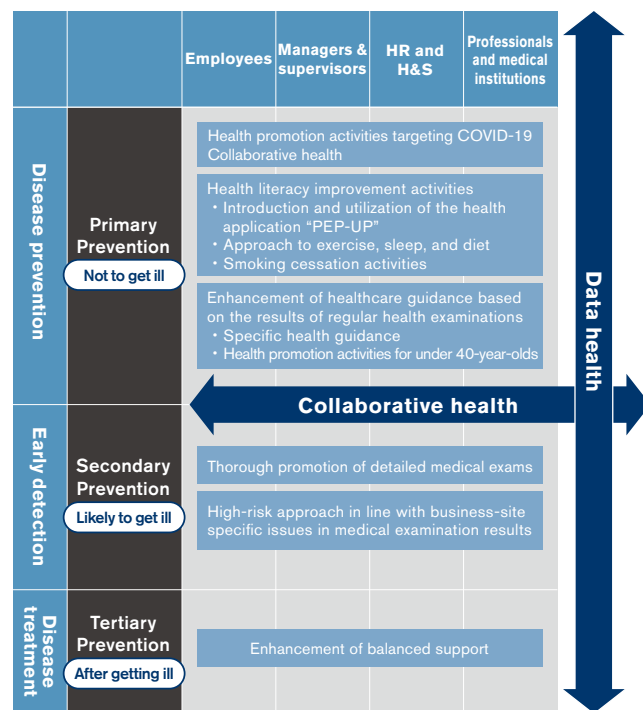 Employees
Managers &
supervisors
HR and
H&S
Professionals
and medical
institutions
Disease prevention
Primary
Prevention
Not to get ill
Health promotion activities targeting COVID-19
Collaborative health
Health literacy improvement activities
・Introduction and utilization of the health
application “PEP-UP”
・Approach to exercise, sleep, and diet
・Smoking cessation activities
Enhancement of healthcare guidance based
on the results of regular health examinations
・Specific health guidance
・Health promotion activities for under 40-year-olds
Collaborative health
Data health
Early detection
Secondary
Prevention
Likely to get ill
Thorough promotion of detailed medical exams
High-risk approach in line with business-site
specific issues in medical examination results
Disease
treatment
Tertiary
Prevention
After getting ill
Enhancement of balanced support